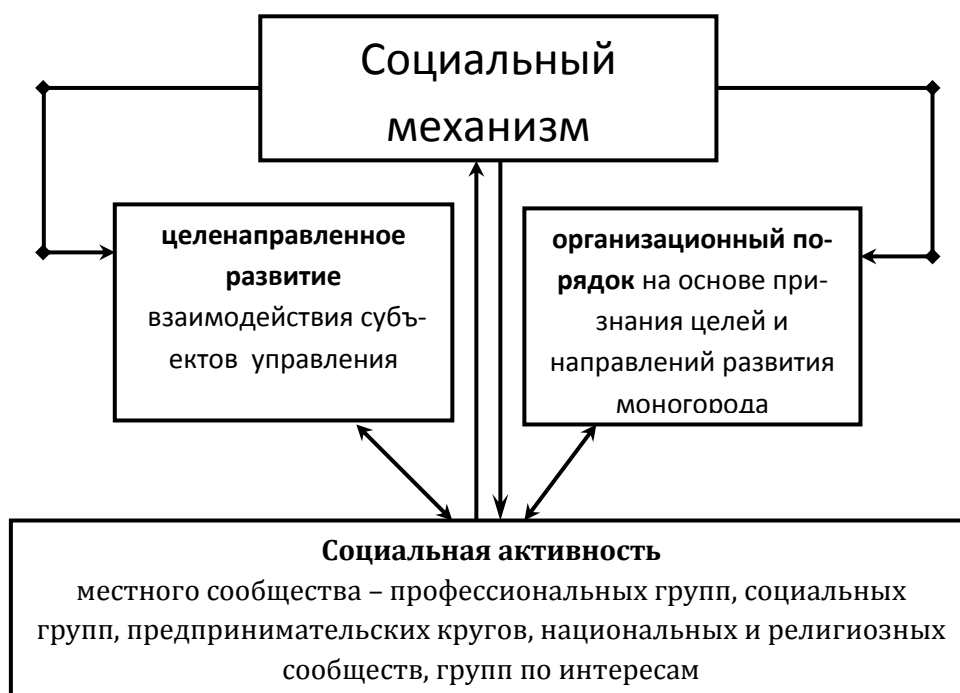 Социальный
механизм
целенаправленное
развитие
взаимодействия субъ-
ектов управления
организационный по-
рядок на основе при-
знания целей и
направлений развития
моногорода
Социальная активность
местного сообщества – профессиональных групп, социальных
групп, предпринимательских кругов, национальных и религиозных
сообществ, групп по интересам